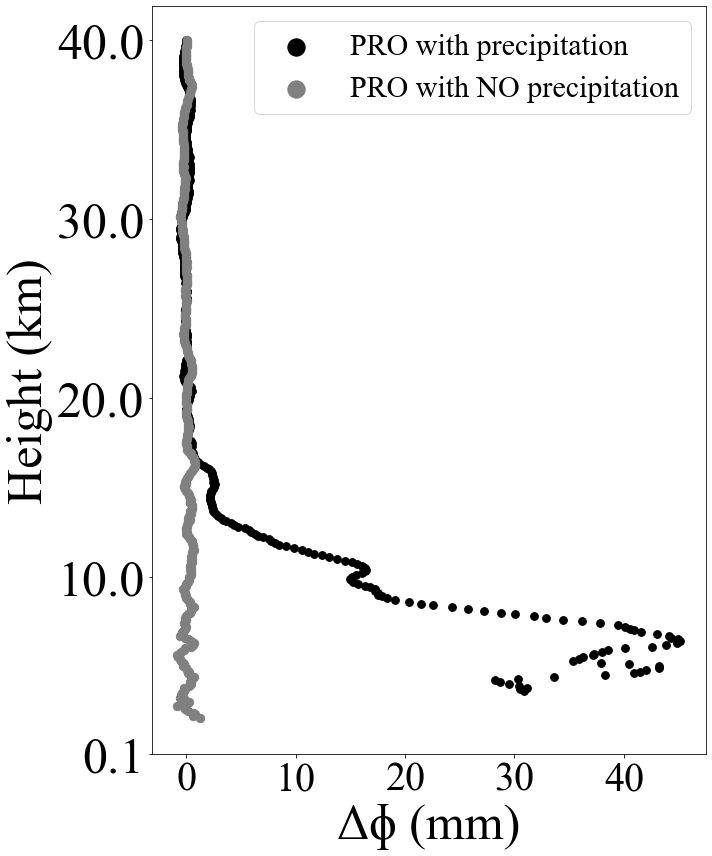 PRO with precipitation
PRO with NO precipitation
40.0
30.0
20.0
10.0
0.1
Height (km)
0 10 20 30 40
Δϕ (mm)